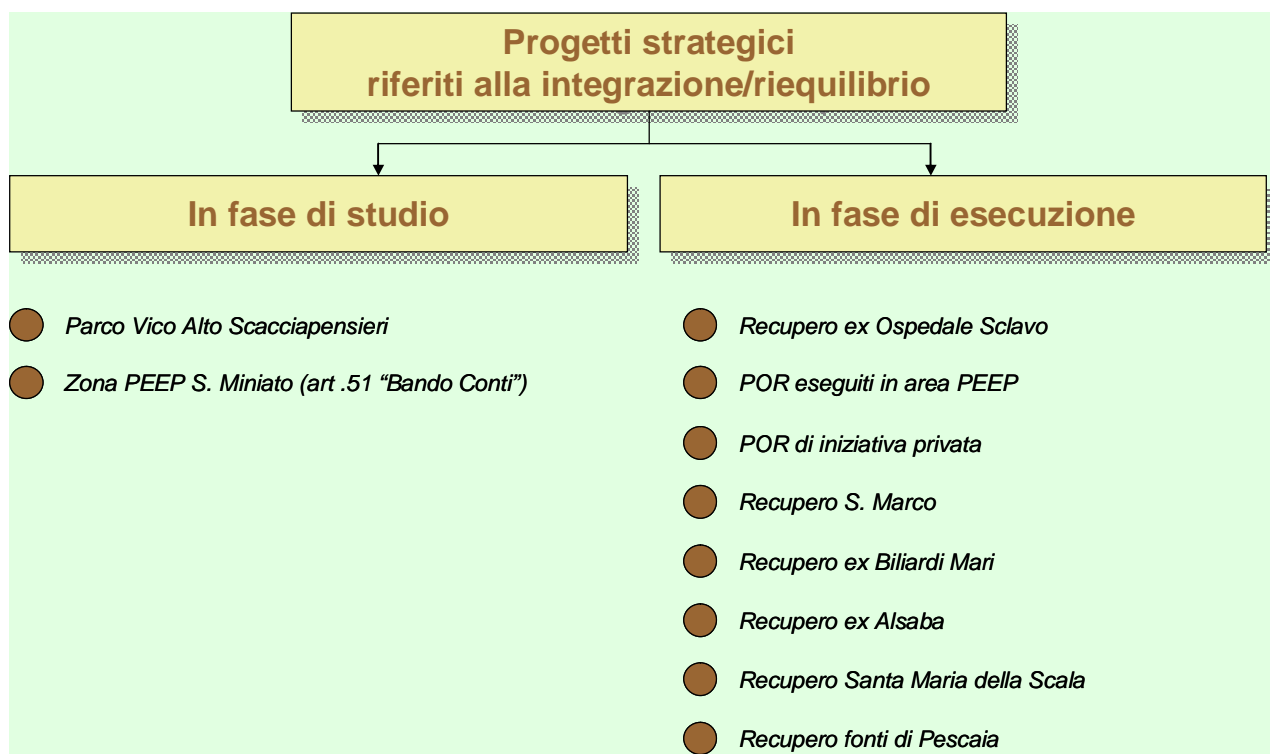 Progetti strategici
riferiti alla integrazione/riequilibrio
In fase di studio
Parco Vico Alto Scacciapensieri
Zona PEEP S. Miniato (art .51 “Bando Conti”)
In fase di esecuzione
Recupero ex Ospedale Sclavo
POR eseguiti in area PEEP
POR di iniziativa privata
Recupero S. Marco
Recupero ex Biliardi Mari
Recupero ex Alsaba
Recupero Santa Maria della Scala
Recupero fonti di Pescaia